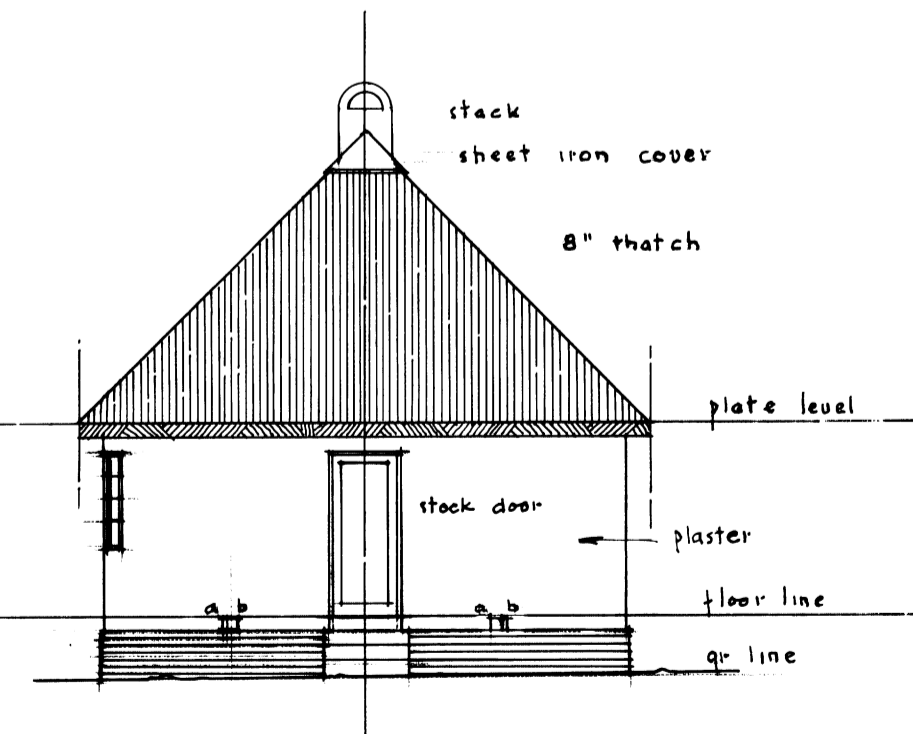 stack
sheet iron cover
8" thatch
plate level
stock door
plaster
a b
a b
floor line
gr line